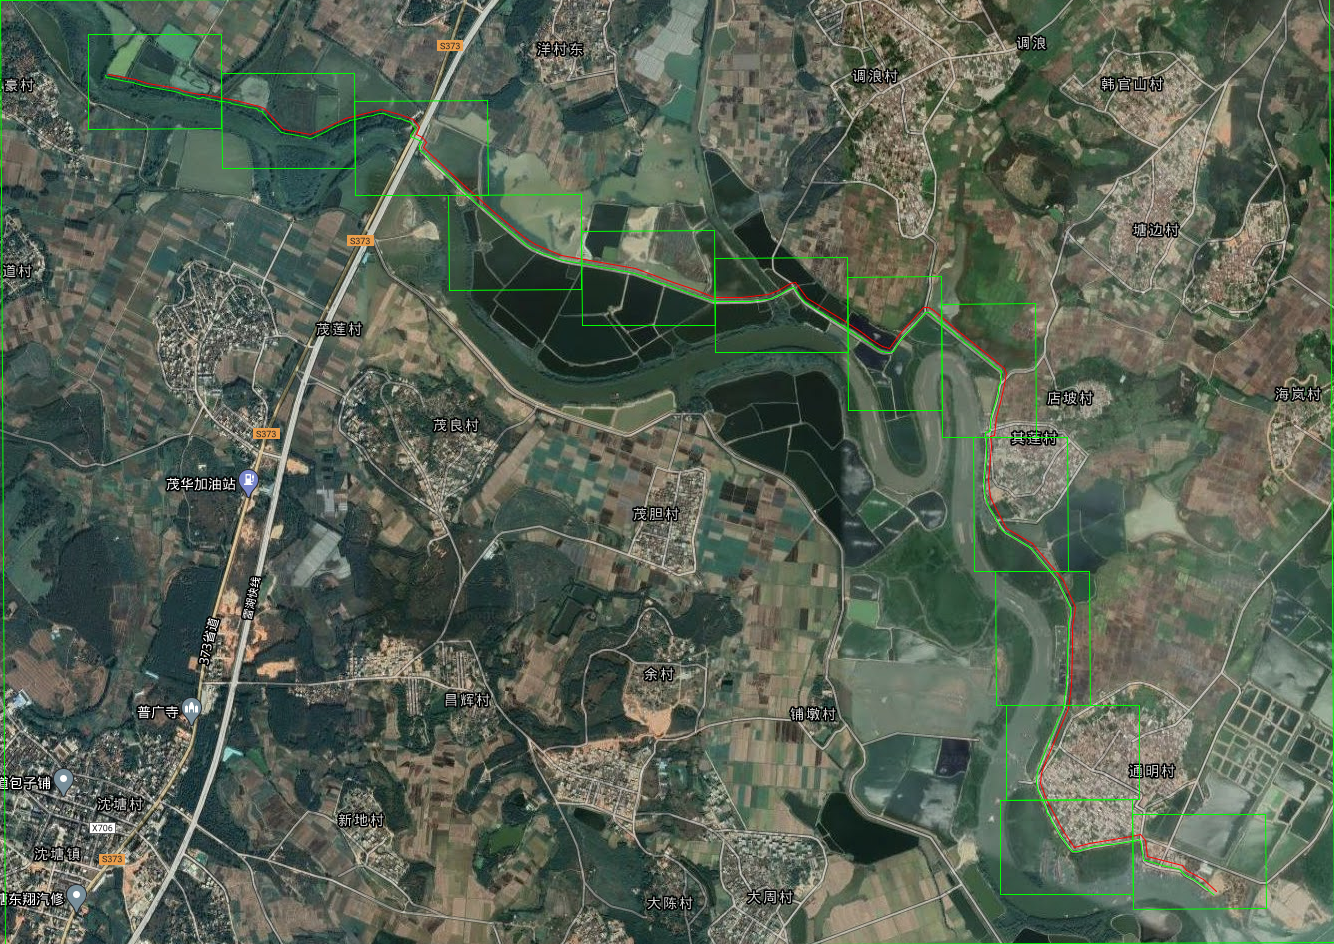 S373
洋村东
调浪
调浪村
韩官山村
豪村
塘边村
S373
道村
茂莲村
店坡村
海岚村
茂良村
其莲村
S373
茂华加油站
茂胆村
雷湖快线
373省道
余村
昌辉村
普广寺
铺墩村
通明村
道包子铺
沈塘村
新地村
X706
沈塘镇
S373
大陈村
大周村
塘东翔汽修